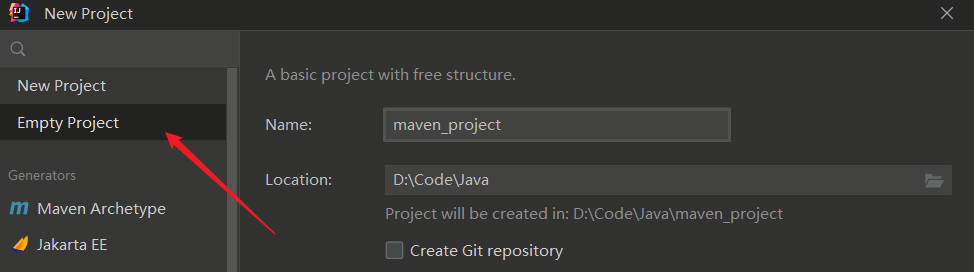 New Project
New Project
Empty Project
Generators
Maven Archetype
Jakarta EE
A basic project with free structure.
Name: maven_project
Location: D:\Code\Java
Project will be created in: D:\Code\Java\maven_project
Create Git repository